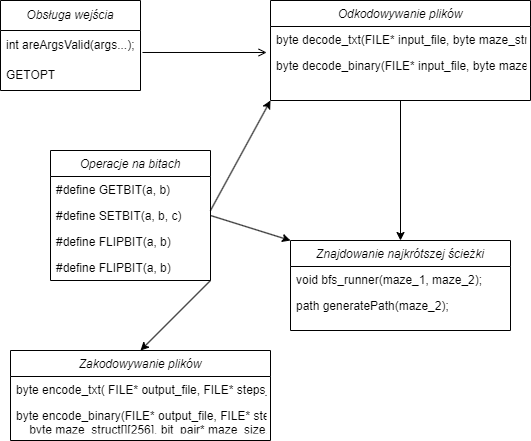 Obsługa wejścia
int areArgsValid(args...);
GETOPT
Odkodowywanie plików
byte decode_txt(FILE* input_file, byte maze_str
byte decode_binary(FILE* input_file, byte maze
Operacje na bitach
#define GETBIT(a, b)
#define SETBIT(a, b, c)
#define FLIPBIT(a, b)
#define FLIPBIT(a, b)
Znajdowanie najkrótszej ścieżki
void bfs_runner(maze_1, maze_2);
path generatePath(maze_2);
Zakodowywanie plików
byte encode_txt( FILE* output_file, FILE* steps_
byte encode_binary(FILE* output_file, FILE* ste
byte maze_struct[][256], bit_pair* maze_size